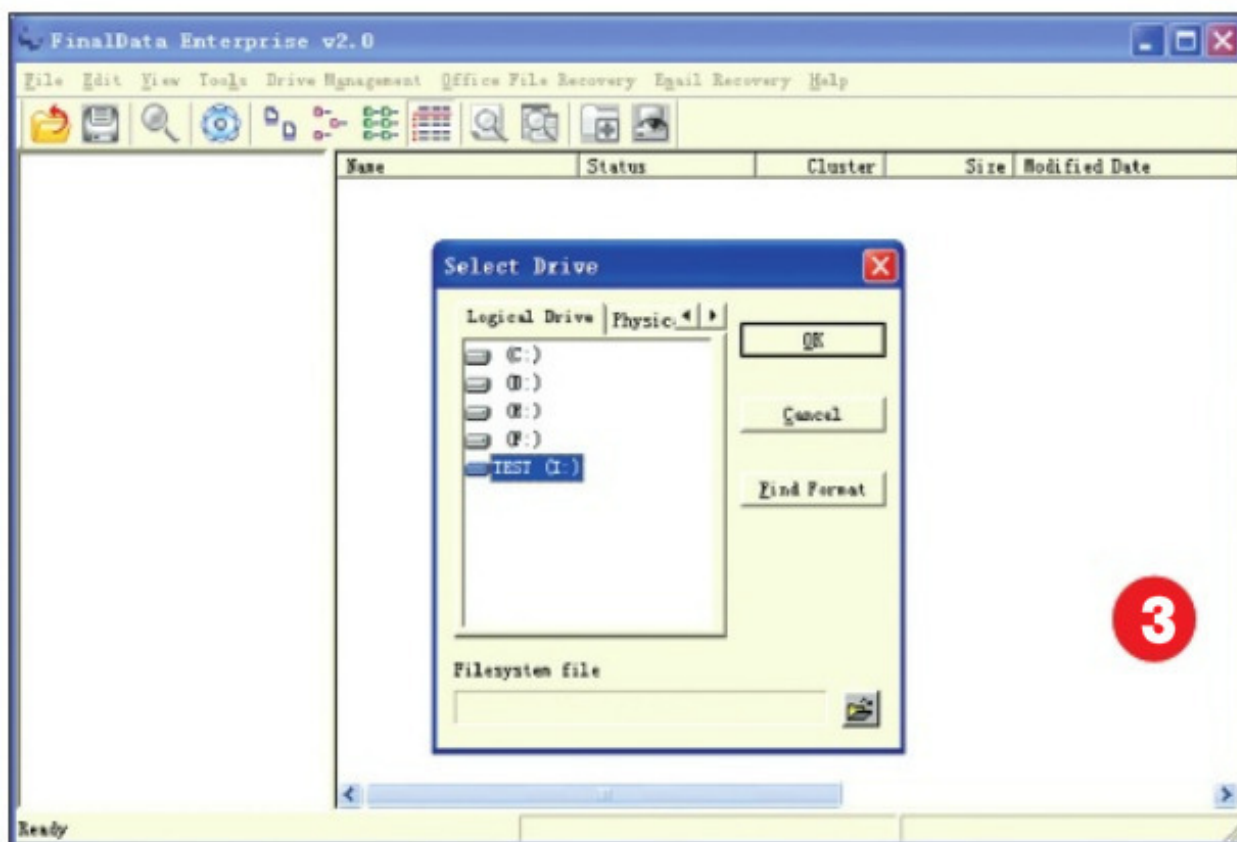 FinalData Enterprise v2.0
File Edit View Tools Drive Management Office File Recovery Email Recovery Help
Name Status Cluster Size Modified Date
Select Drive
Logical Drive
OK
(C:)
(D:)
(E:)
(F:)
Cancel
TEST (I:)
Find Format
3
Filesystem file
Ready